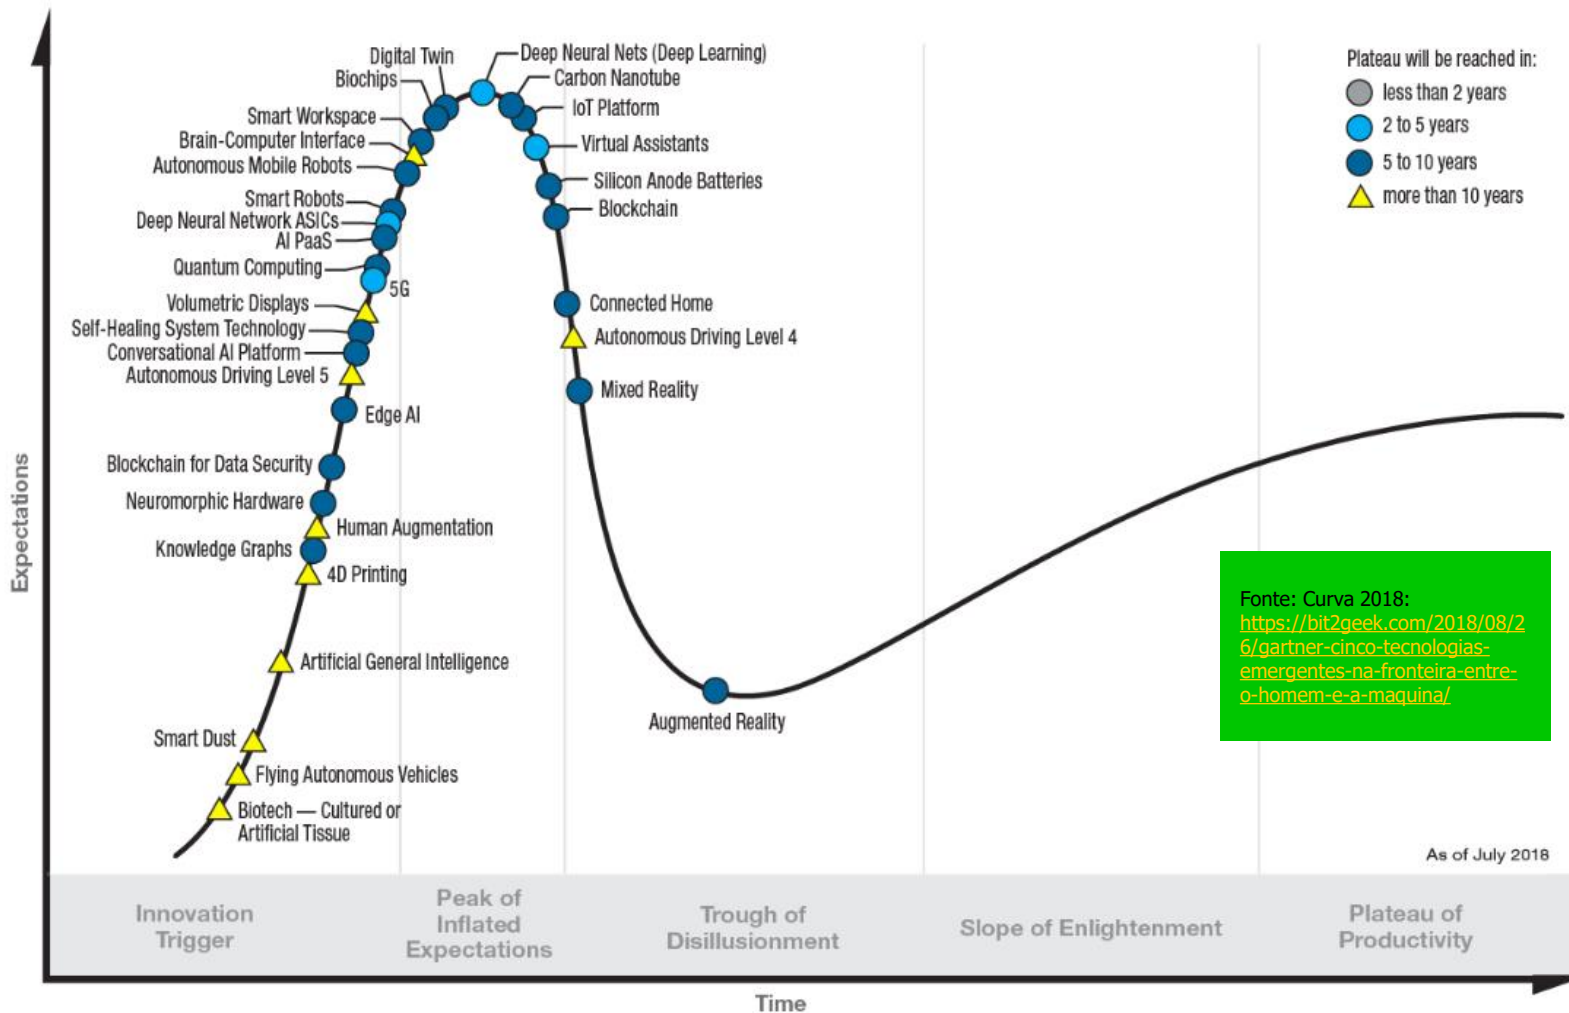 Digital Twin
Biochips
Smart Workspace
Brain-Computer Interface
Autonomous Mobile Robots
Smart Robots
Deep Neural Network ASICs
AI PaaS
Quantum Computing
5G
Volumetric Displays
Self-Healing System Technology
Conversational AI Platform
Autonomous Driving Level 5
Edge AI
Blockchain for Data Security
Neuromorphic Hardware
Human Augmentation
Knowledge Graphs
4D Printing
Artificial General Intelligence
Smart Dust
Flying Autonomous Vehicles
Biotech — Cultured or
Artificial Tissue
Deep Neural Nets (Deep Learning)
Carbon Nanotube
IoT Platform
Virtual Assistants
Silicon Anode Batteries
Blockchain
Connected Home
Autonomous Driving Level 4
Mixed Reality
Augmented Reality
Plateau will be reached in:
less than 2 years
2 to 5 years
5 to 10 years
more than 10 years
Fonte: Curva 2018:
https://bit2geek.com/2018/08/2
6/gartner-cinco-tecnologias-
emergentes-na-fronteira-entre-
o-homem-e-a-maquina/
As of July 2018
Expectations
Innovation
Trigger
Peak of
Inflated
Expectations
Trough of
Disillusionment
Slope of Enlightenment
Plateau of
Productivity
Time